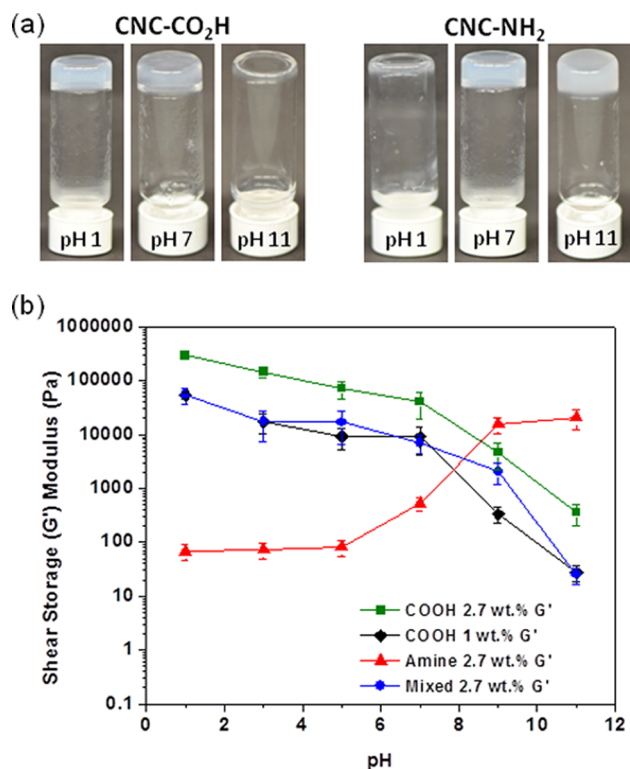 (a)
CNC-CO₂H
CNC-NH₂
pH 1
pH 7
pH 11
pH 1
pH 7
pH 11
(b)
Shear Storage (G') Modulus (Pa)
1000000
100000
10000
1000
100
10
1
0.1
COOH 2.7 wt.% G'
COOH 1 wt.% G'
Amine 2.7 wt.% G'
Mixed 2.7 wt.% G'
0 2 4 6 8 10 12
pH